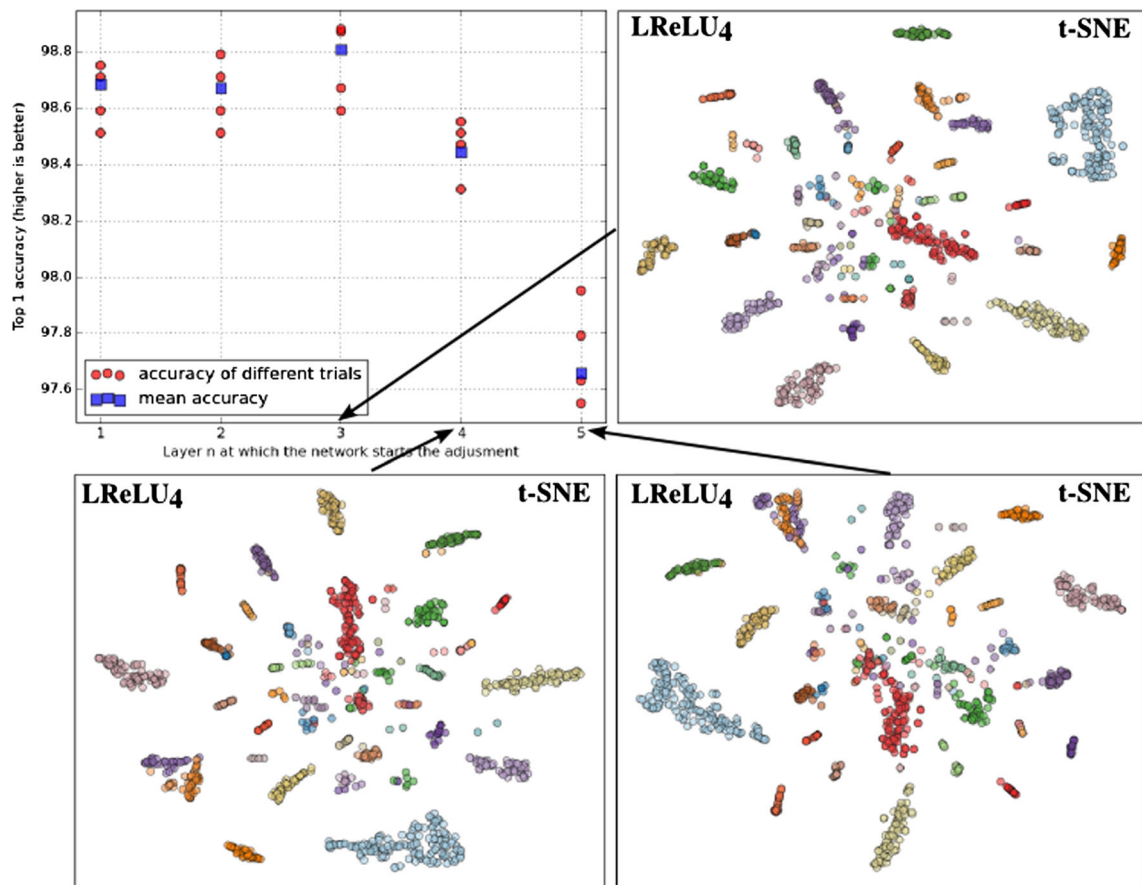 98.8
98.6
98.4
98.2
98.0
97.8
97.6
Top 1 accuracy (higher is better)
accuracy of different trials
mean accuracy
1 2 3 4 5
Layer n at which the network starts the adjusment
LReLU4 t-SNE
LReLU4 t-SNE
LReLU4 t-SNE